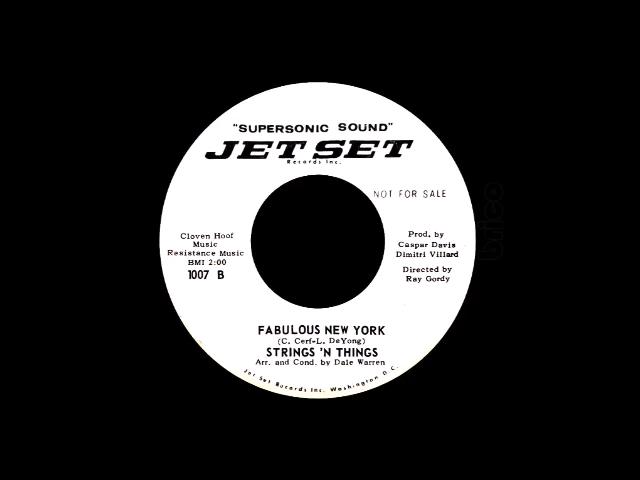 "SUPERSONIC SOUND"
JET SET
Records Inc.
NOT FOR SALE
Cloven Hoof
Music
Resistance Music
BMI 2:00
1007 B
Prod. by
Caspar Davis
Dimitri Villard
Directed by
Ray Gordy
FABULOUS NEW YORK
(C. Cerf-L. DeYong)
STRINGS 'N THINGS
Arr. and Cond. by Dale Warren
Jet Set Records Inc. Washington D.C.
brico